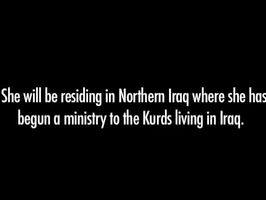 She will be residing in Northern Iraq where she has
begun a ministry to the Kurds living in Iraq.